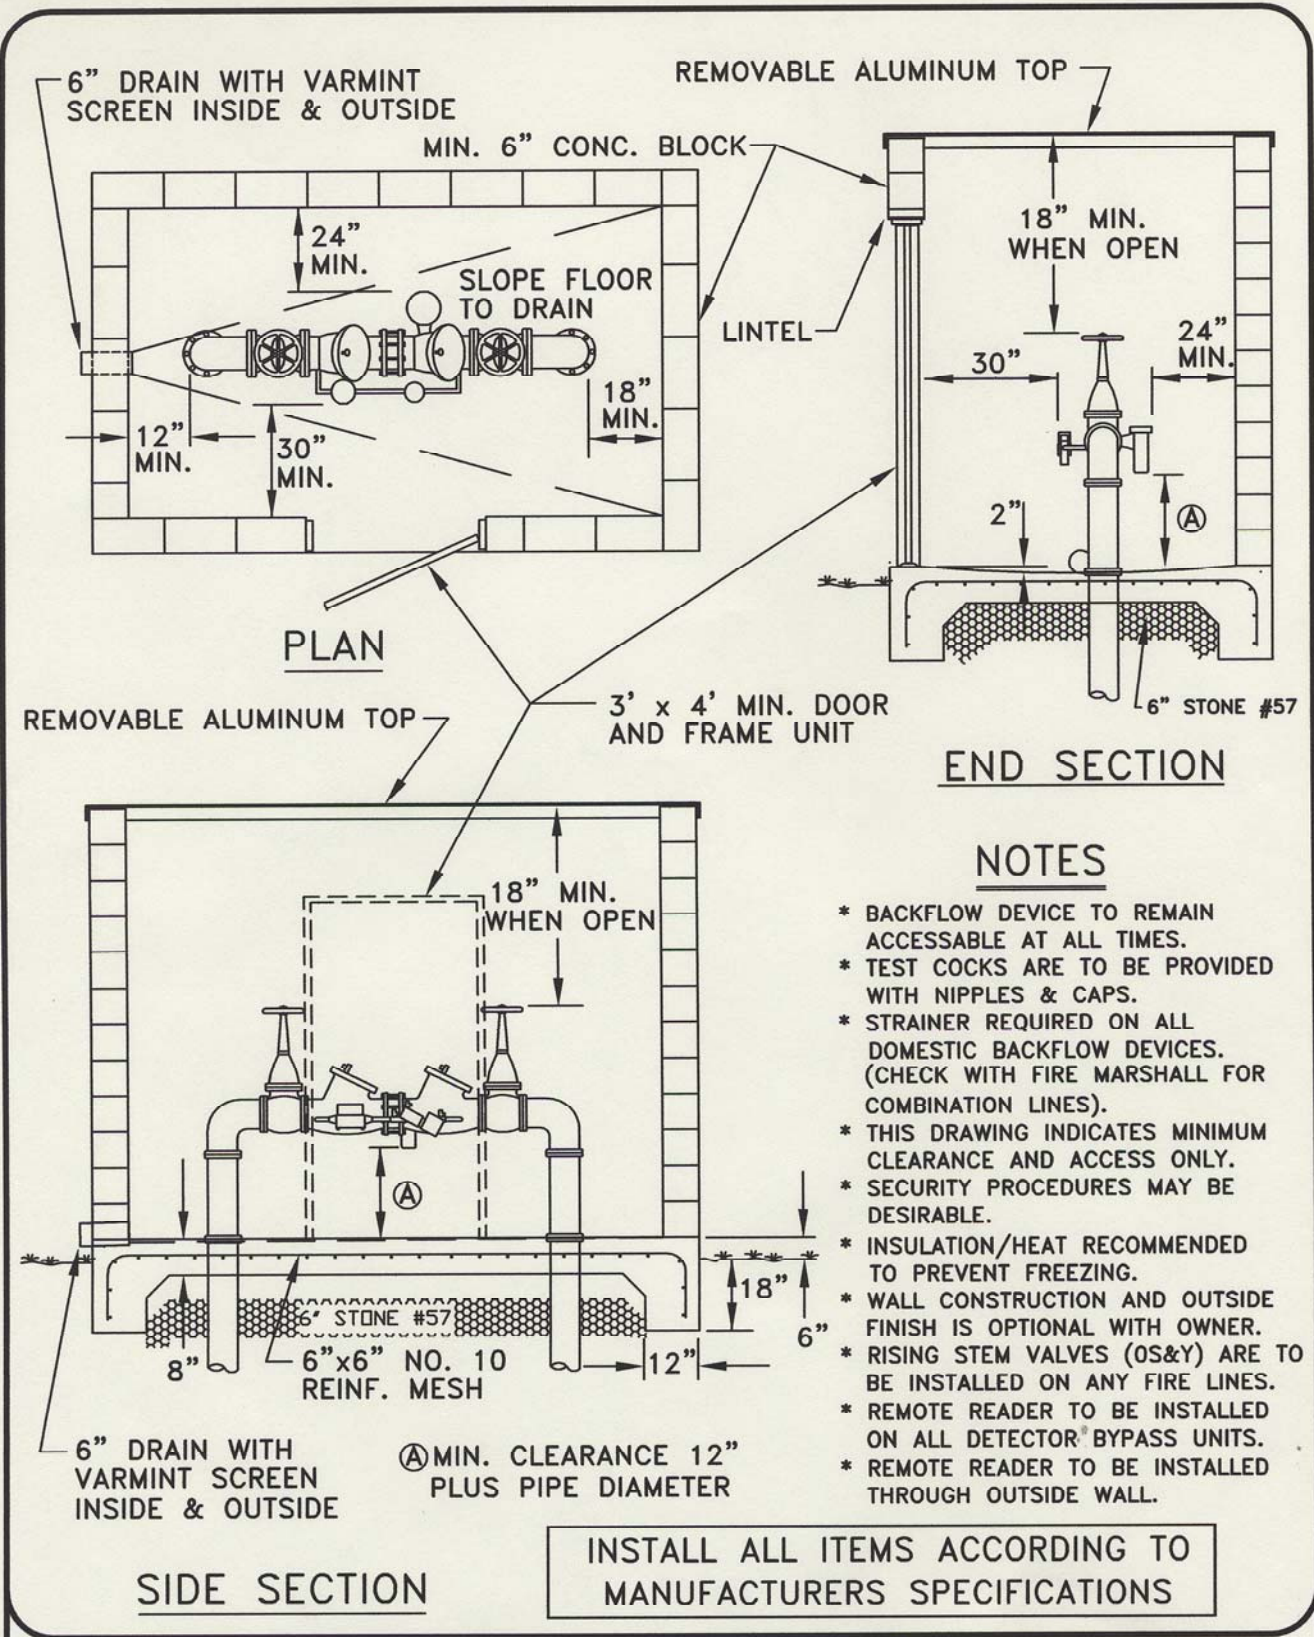 6" DRAIN WITH VARMINT
SCREEN INSIDE & OUTSIDE
REMOVABLE ALUMINUM TOP
MIN. 6" CONC. BLOCK
24"
MIN.
SLOPE FLOOR
TO DRAIN
12"
MIN.
30"
MIN.
18"
MIN.
PLAN
18" MIN.
WHEN OPEN
LINTEL
30"
24"
MIN.
2"
A
6" STONE #57
END SECTION
3' x 4' MIN. DOOR
AND FRAME UNIT
REMOVABLE ALUMINUM TOP
18" MIN.
WHEN OPEN
A
6" STONE #57
18"
6"
8"
6"x6" NO. 10
REINF. MESH
12"
6" DRAIN WITH
VARMINT SCREEN
INSIDE & OUTSIDE
A MIN. CLEARANCE 12"
PLUS PIPE DIAMETER
SIDE SECTION
NOTES
* BACKFLOW DEVICE TO REMAIN
ACCESSABLE AT ALL TIMES.
* TEST COCKS ARE TO BE PROVIDED
WITH NIPPLES & CAPS.
* STRAINER REQUIRED ON ALL
DOMESTIC BACKFLOW DEVICES.
(CHECK WITH FIRE MARSHALL FOR
COMBINATION LINES).
* THIS DRAWING INDICATES MINIMUM
CLEARANCE AND ACCESS ONLY.
* SECURITY PROCEDURES MAY BE
DESIRABLE.
* INSULATION/HEAT RECOMMENDED
TO PREVENT FREEZING.
* WALL CONSTRUCTION AND OUTSIDE
FINISH IS OPTIONAL WITH OWNER.
* RISING STEM VALVES (OS&Y) ARE TO
BE INSTALLED ON ANY FIRE LINES.
* REMOTE READER TO BE INSTALLED
ON ALL DETECTOR BYPASS UNITS.
* REMOTE READER TO BE INSTALLED
THROUGH OUTSIDE WALL.
INSTALL ALL ITEMS ACCORDING TO
MANUFACTURERS SPECIFICATIONS